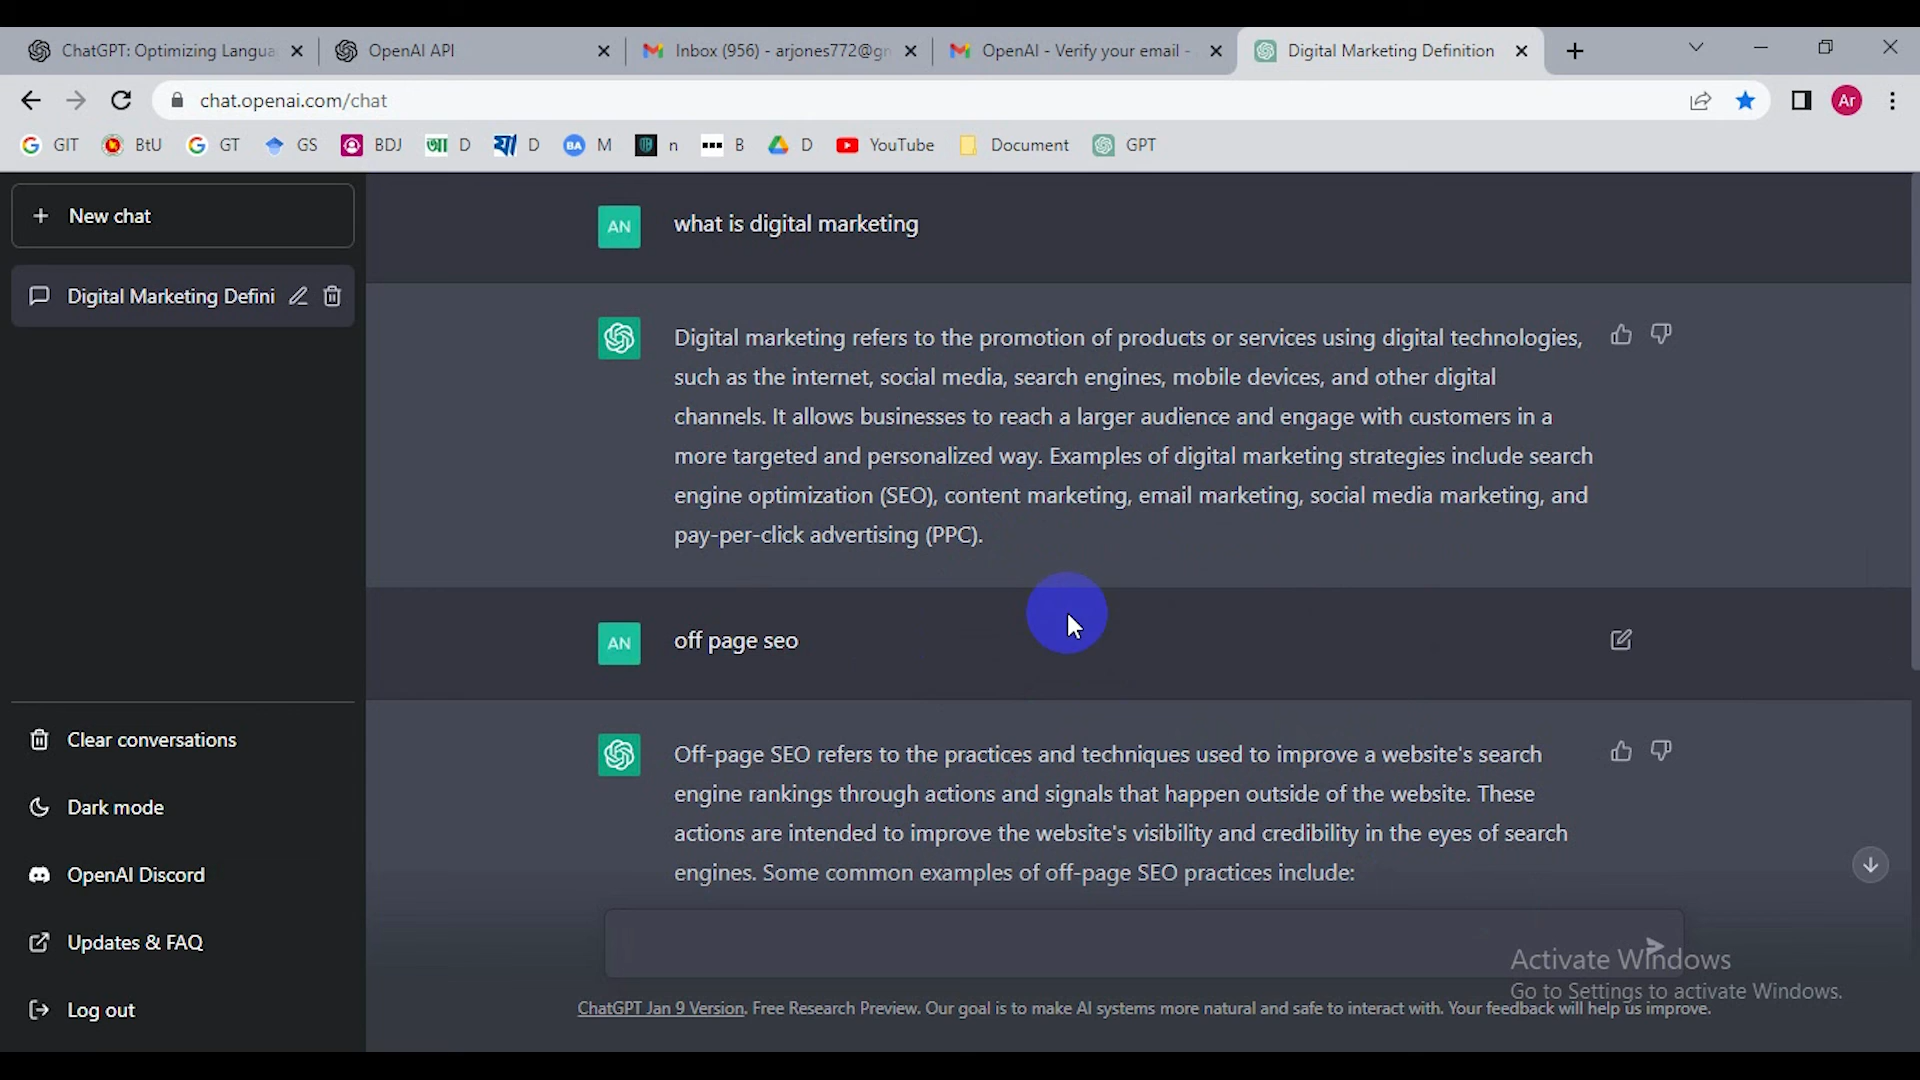 ChatGPT: Optimizing Langua
OpenAI API
Inbox (956) - arjones772@gm
OpenAI - Verify your email -
Digital Marketing Definition
chat.openai.com/chat
Ar
GIT
BtU
GT
GS
BDJ
আ D
যা D
BA M
n
B
D
YouTube
Document
GPT
New chat
Digital Marketing Defini
Clear conversations
Dark mode
OpenAI Discord
Updates & FAQ
Log out
AN
what is digital marketing
Digital marketing refers to the promotion of products or services using digital technologies,
such as the internet, social media, search engines, mobile devices, and other digital
channels. It allows businesses to reach a larger audience and engage with customers in a
more targeted and personalized way. Examples of digital marketing strategies include search
engine optimization (SEO), content marketing, email marketing, social media marketing, and
pay-per-click advertising (PPC).
AN
off page seo
Off-page SEO refers to the practices and techniques used to improve a website's search
engine rankings through actions and signals that happen outside of the website. These
actions are intended to improve the website's visibility and credibility in the eyes of search
engines. Some common examples of off-page SEO practices include:
Activate Windows
Go to Settings to activate Windows.
ChatGPT Jan 9 Version. Free Research Preview. Our goal is to make AI systems more natural and safe to interact with. Your feedback will help us improve.